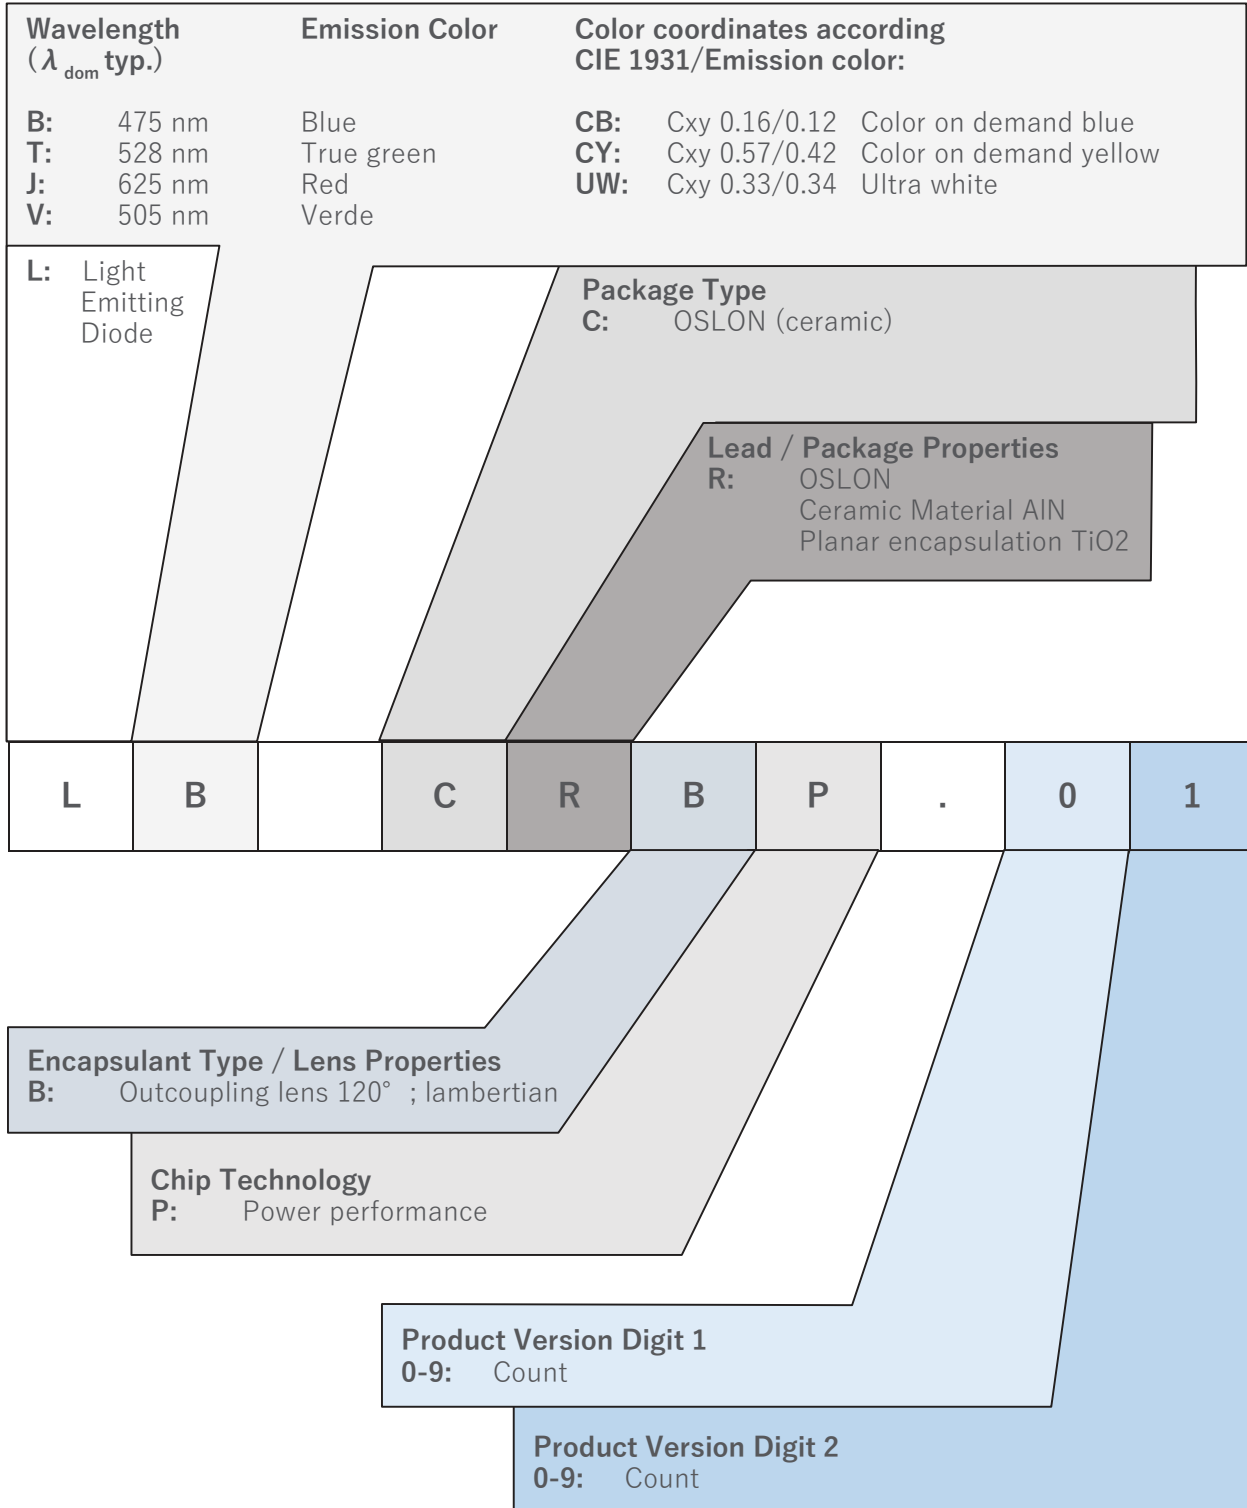 Wavelength Emission Color Color coordinates according
(λ dom typ.) CIE 1931/Emission color:
B: 475 nm Blue CB: Cxy 0.16/0.12 Color on demand blue
T: 528 nm True green CY: Cxy 0.57/0.42 Color on demand yellow
J: 625 nm Red UW: Cxy 0.33/0.34 Ultra white
V: 505 nm Verde
L: Light
Emitting
Diode
Package Type
C: OSLON (ceramic)
Lead / Package Properties
R: OSLON
Ceramic Material AlN
Planar encapsulation TiO2
L B C R B P . 0 1
Encapsulant Type / Lens Properties
B: Outcoupling lens 120° ; lambertian
Chip Technology
P: Power performance
Product Version Digit 1
0-9: Count
Product Version Digit 2
0-9: Count